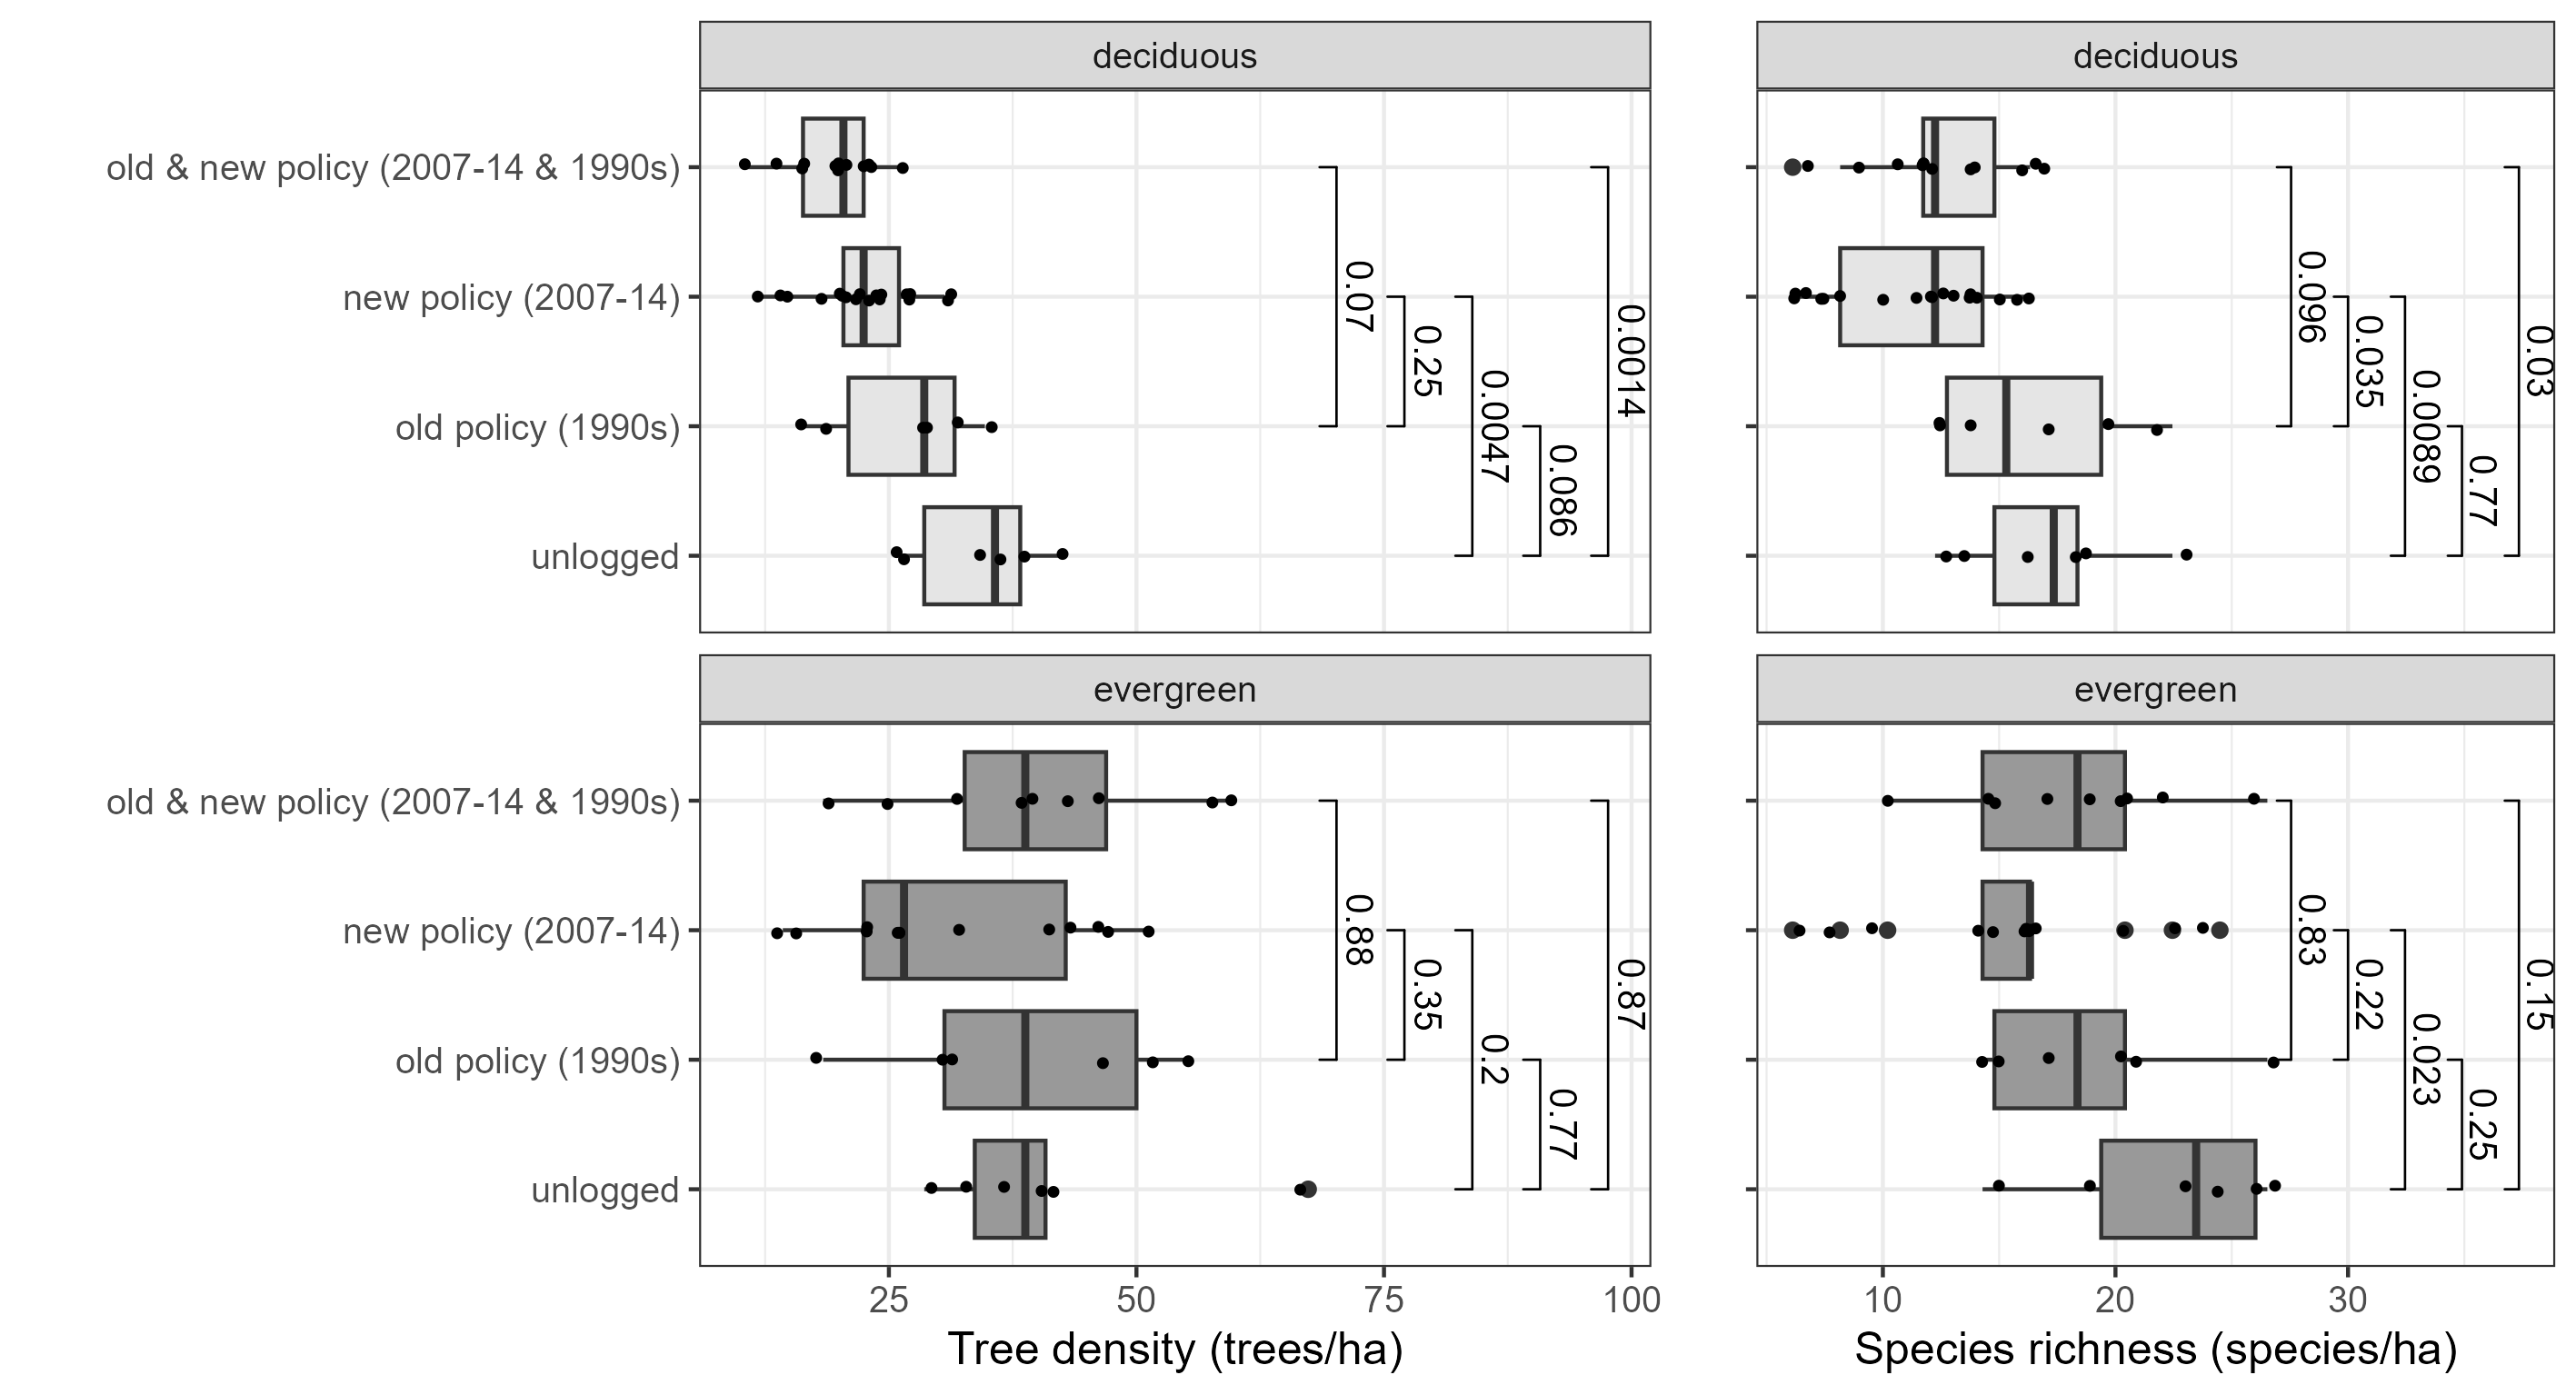 deciduous
deciduous
old & new policy (2007-14 & 1990s)
new policy (2007-14)
old policy (1990s)
unlogged
0.07
0.25
0.0047
0.086
0.0014
0.096
0.035
0.0089
0.77
0.03
evergreen
evergreen
old & new policy (2007-14 & 1990s)
new policy (2007-14)
old policy (1990s)
unlogged
0.88
0.35
0.2
0.77
0.87
0.83
0.22
0.023
0.25
0.15
25 50 75 100
10 20 30
Tree density (trees/ha)
Species richness (species/ha)